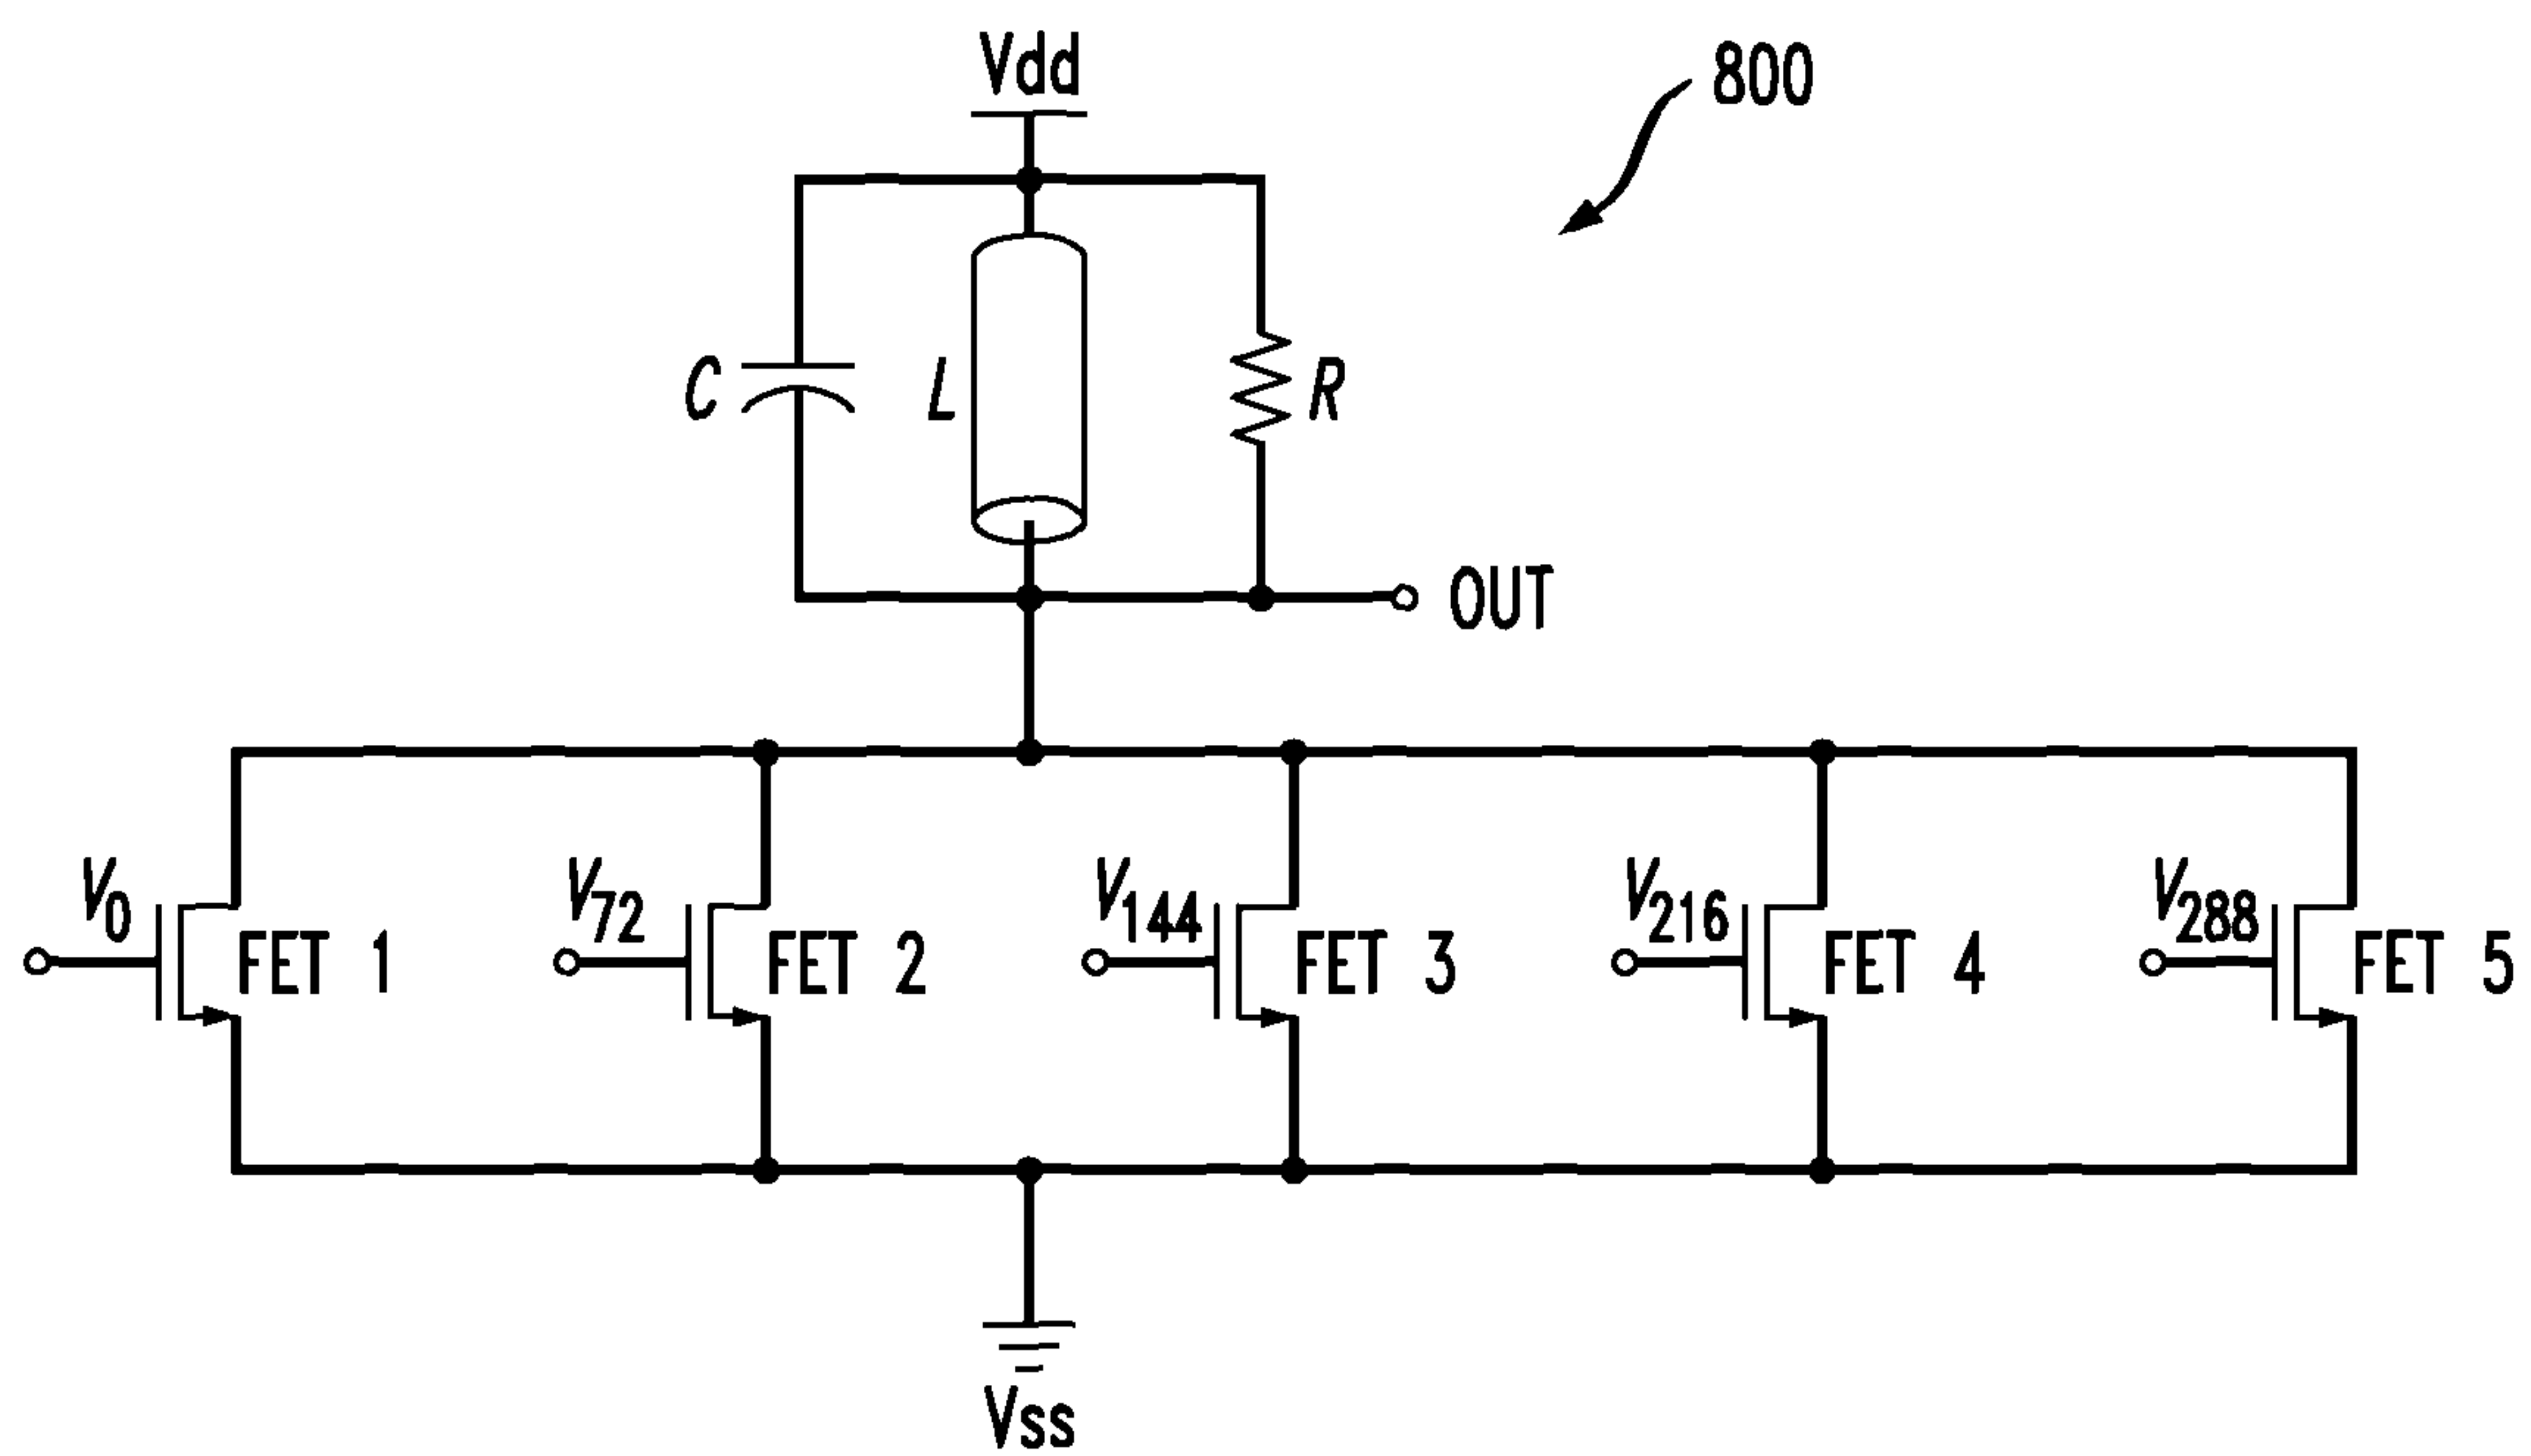 Vdd
800
C
L
R
OUT
V0
FET 1
V72
FET 2
V144
FET 3
V216
FET 4
V288
FET 5
Vss